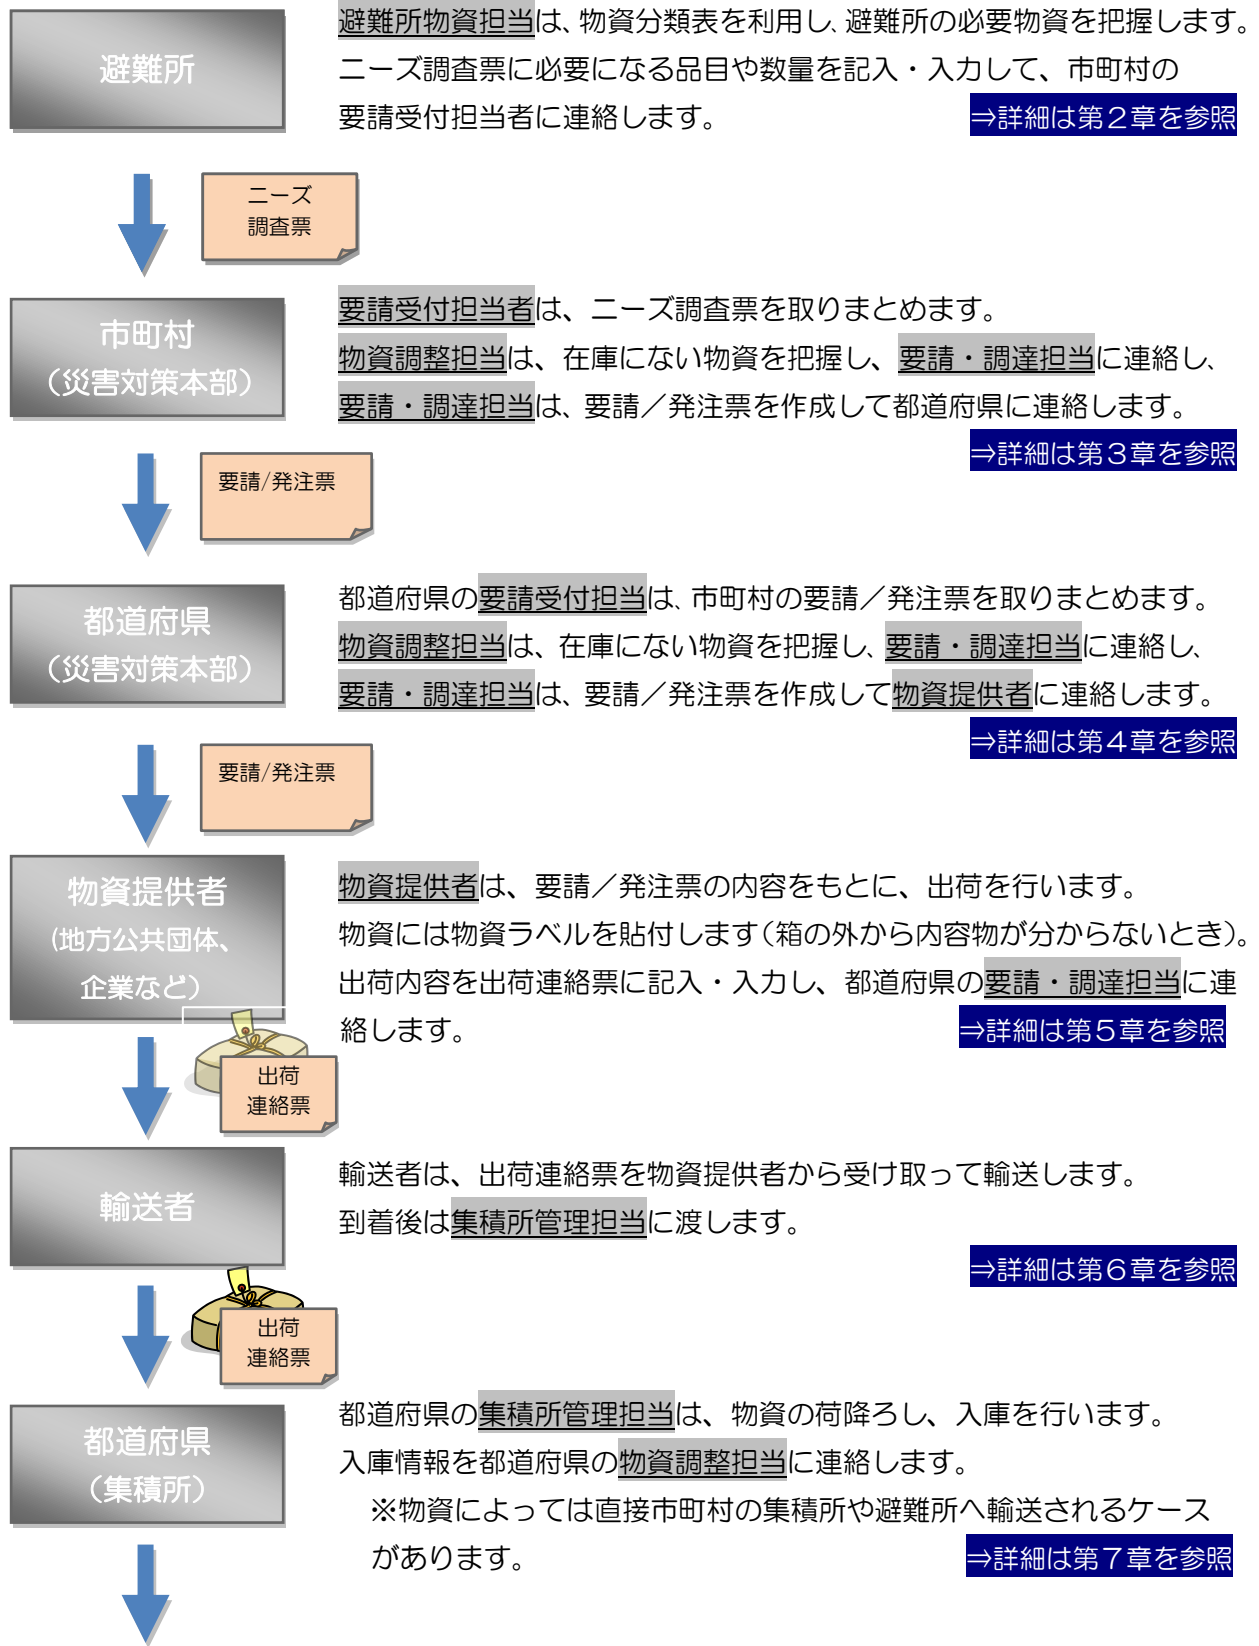 避難所
避難所物資担当は、物資分類表を利用し、避難所の必要物資を把握します。
ニーズ調査票に必要になる品目や数量を記入・入力して、市町村の
要請受付担当者に連絡します。
⇒詳細は第２章を参照
ニーズ
調査票
市町村
（災害対策本部）
要請受付担当者は、ニーズ調査票を取りまとめます。
物資調整担当は、在庫にない物資を把握し、要請・調達担当に連絡し、
要請・調達担当は、要請／発注票を作成して都道府県に連絡します。
⇒詳細は第３章を参照
要請/発注票
都道府県
（災害対策本部）
都道府県の要請受付担当は、市町村の要請／発注票を取りまとめます。
物資調整担当は、在庫にない物資を把握し、要請・調達担当に連絡し、
要請・調達担当は、要請／発注票を作成して物資提供者に連絡します。
⇒詳細は第４章を参照
要請/発注票
物資提供者
(地方公共団体、
企業など）
物資提供者は、要請／発注票の内容をもとに、出荷を行います。
物資には物資ラベルを貼付します（箱の外から内容物が分からないとき）。
出荷内容を出荷連絡票に記入・入力し、都道府県の要請・調達担当に連
絡します。
⇒詳細は第５章を参照
出荷
連絡票
輸送者
輸送者は、出荷連絡票を物資提供者から受け取って輸送します。
到着後は集積所管理担当に渡します。
⇒詳細は第６章を参照
出荷
連絡票
都道府県
（集積所）
都道府県の集積所管理担当は、物資の荷降ろし、入庫を行います。
入庫情報を都道府県の物資調整担当に連絡します。
※物資によっては直接市町村の集積所や避難所へ輸送されるケース
があります。
⇒詳細は第７章を参照